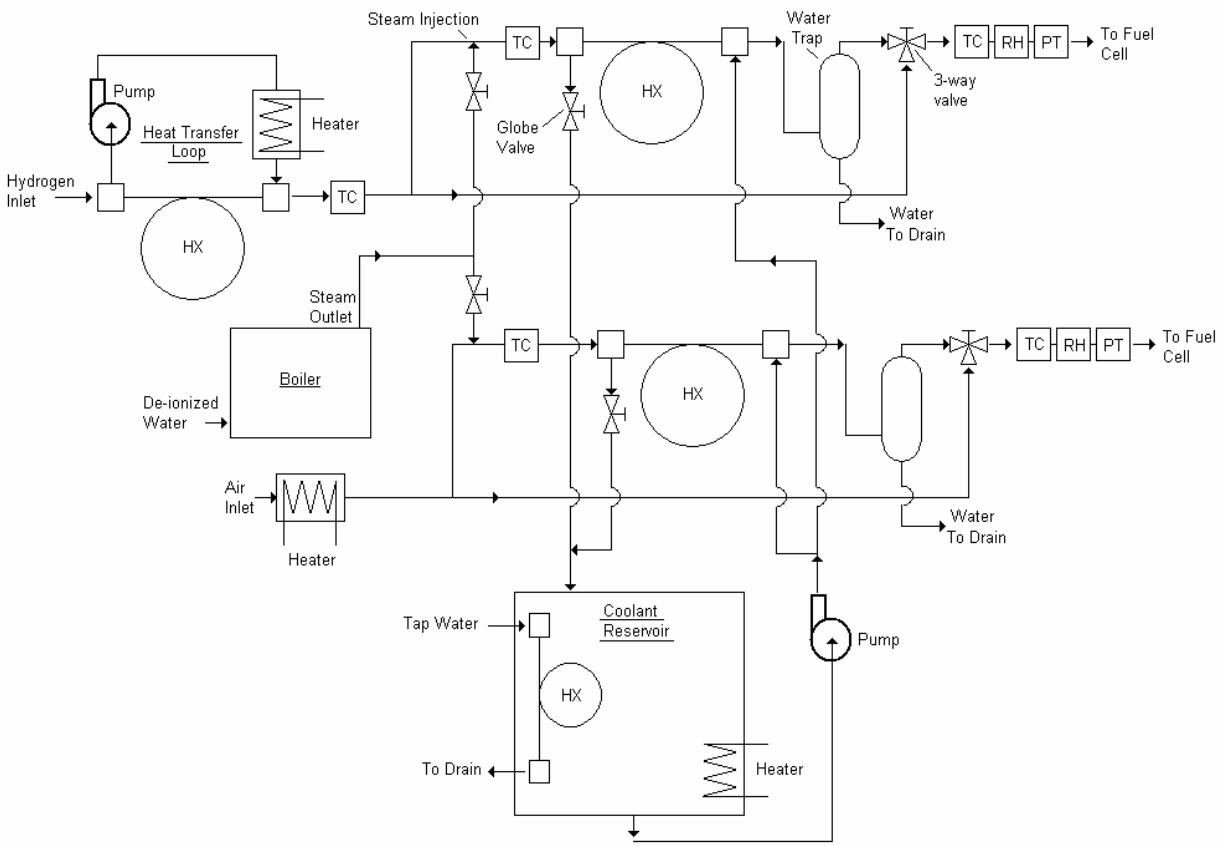 Steam Injection
Water
Trap
TC
HX
TC
RH
PT
To Fuel
Cell
3-way
valve
Pump
Heat Transfer
Loop
Heater
Globe
Valve
Hydrogen
Inlet
TC
HX
Water
To Drain
Steam
Outlet
Boiler
De-ionized
Water
TC
HX
TC
RH
PT
To Fuel
Cell
Air
Inlet
Heater
Water
To Drain
Tap Water
Coolant
Reservoir
HX
Pump
To Drain
Heater